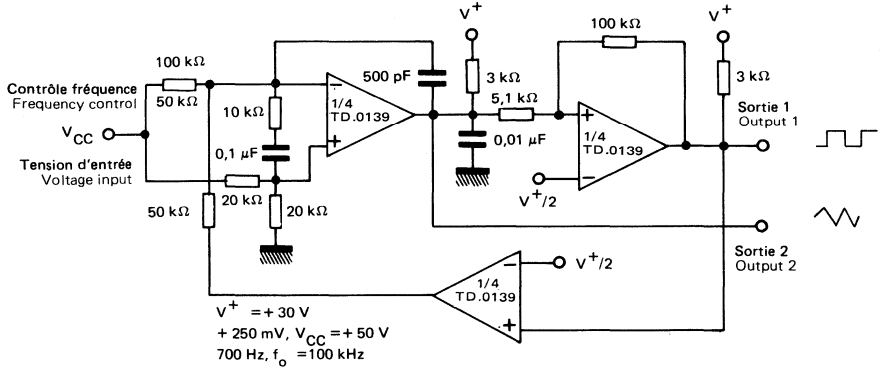 V+
100 kΩ
V+
100 kΩ
500 pF
3 kΩ
3 kΩ
Contrôle fréquence
Frequency control
50 kΩ
10 kΩ
1/4
TD.0139
5,1 kΩ
Sortie 1
Output 1
VCC
0,1 µF
0,01 µF
1/4
TD.0139
Tension d'entrée
Voltage input
20 kΩ
V+/2
50 kΩ
20 kΩ
Sortie 2
Output 2
1/4
TD.0139
V+/2
V+ = + 30 V
+ 250 mV, VCC = + 50 V
700 Hz, fo = 100 kHz